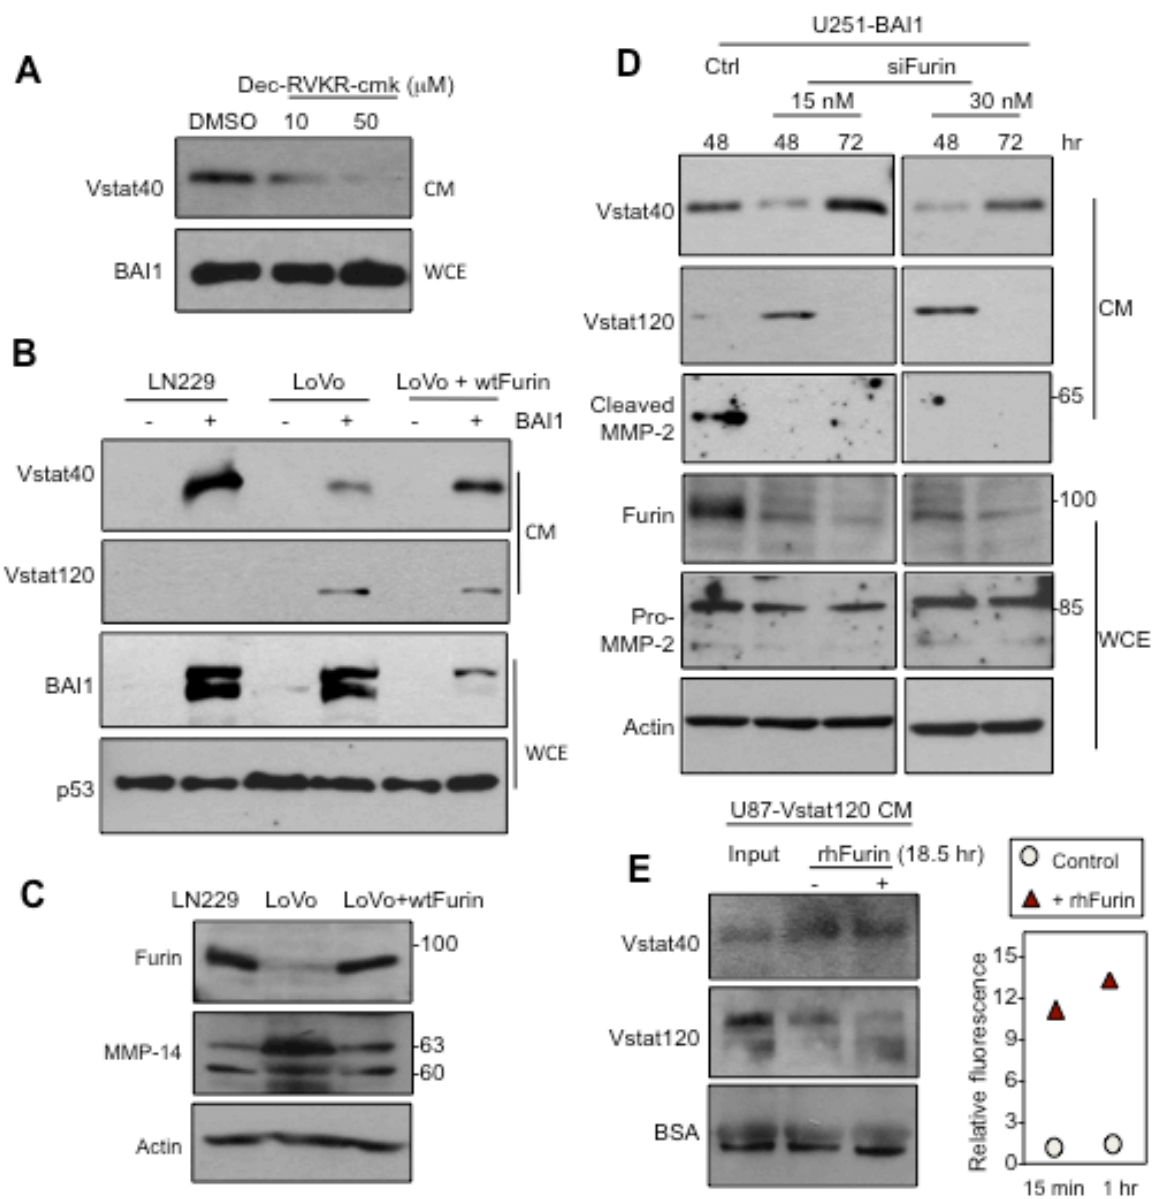 A
Dec-RVKR-cmk (μM)
DMSO 10 50
Vstat40 CM
BAI1 WCE
B
LN229 LoVo LoVo + wtFurin
- + - + - + BAI1
Vstat40
CM
Vstat120
BAI1
WCE
p53
C
LN229 LoVo LoVo+wtFurin
Furin -100
MMP-14 -63
-60
Actin
D
U251-BAI1
Ctrl siFurin
15 nM 30 nM
48 48 72 48 72 hr
Vstat40
CM
Vstat120
Cleaved
MMP-2
-65
Furin -100
Pro-
MMP-2
-85
WCE
Actin
E
U87-Vstat120 CM
Input rhFurin (18.5 hr)
- +
Vstat40
Vstat120
BSA
Control
+ rhFurin
Relative fluorescence
15
12
9
6
3
0
15 min 1 hr